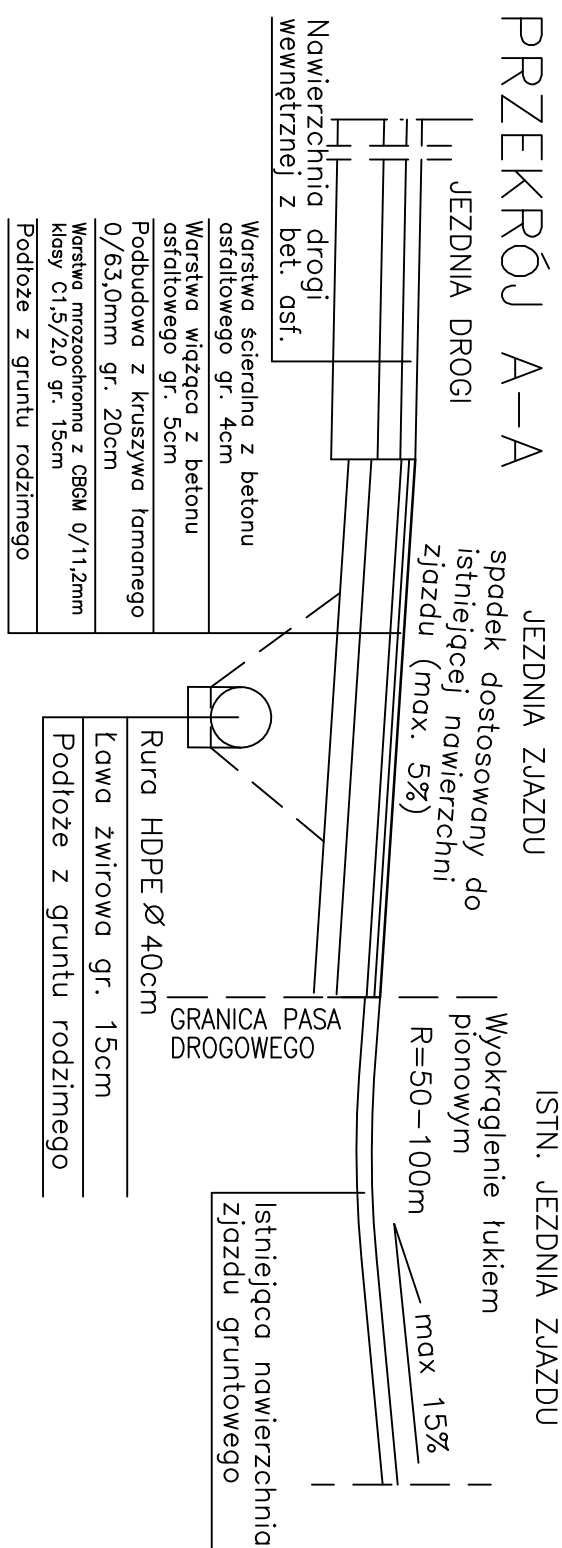 PRZEKRÓJ A-A
JEZDNIA DROGI
JEZDNIA ZJAZDU
ISTN. JEZDNIA ZJAZDU
spadek dostosowany do
istniejącej nawierzchni
zjazdu (max. 5%)
Wyokrąglenie łukiem
pionowym
R=50-100m
max 15%
Nawierzchnia drogi
wewnętrznej z bet. asf.
GRANICA PASA
DROGOWEGO
Warstwa ścieralna z betonu
asfaltowego gr. 4cm
Warstwa wiążąca z betonu
asfaltowego gr. 5cm
Podbudowa z kruszywa łamanego
0/63,0mm gr. 20cm
Warstwa mrozoochronna z CBGM 0/11,2mm
klasy C1,5/2,0 gr. 15cm
Podłoże z gruntu rodzimego
Rura HDPE Ø40cm
Ława żwirowa gr. 15cm
Podłoże z gruntu rodzimego
Istniejąca nawierzchnia
zjazdu gruntowego